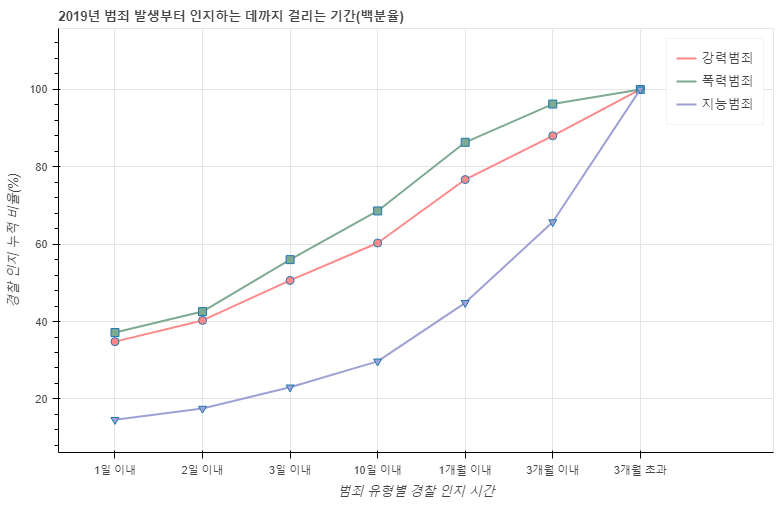 2019년 범죄 발생부터 인지하는 데까지 걸리는 기간(백분율)
강력범죄
폭력범죄
지능범죄
경찰 인지 누적 비율(%)
100
80
60
40
20
1일 이내 2일 이내 3일 이내 10일 이내 1개월 이내 3개월 이내 3개월 초과
범죄 유형별 경찰 인지 시간